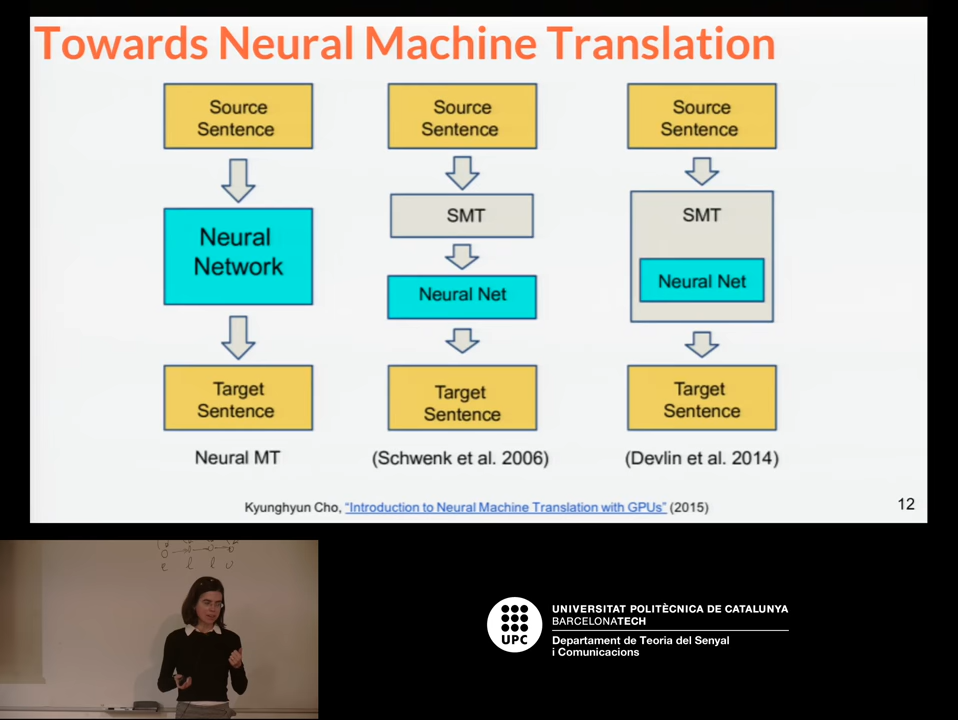 Towards Neural Machine Translation
Source
Sentence
Neural
Network
Target
Sentence
Neural MT
Source
Sentence
SMT
Neural Net
Target
Sentence
(Schwenk et al. 2006)
Source
Sentence
SMT
Neural Net
Target
Sentence
(Devlin et al. 2014)
Kyunghyun Cho, "Introduction to Neural Machine Translation with GPUs" (2015)
12
e l l o
UPC
UNIVERSITAT POLITÈCNICA DE CATALUNYA
BARCELONATECH
Departament de Teoria del Senyal
i Comunicacions